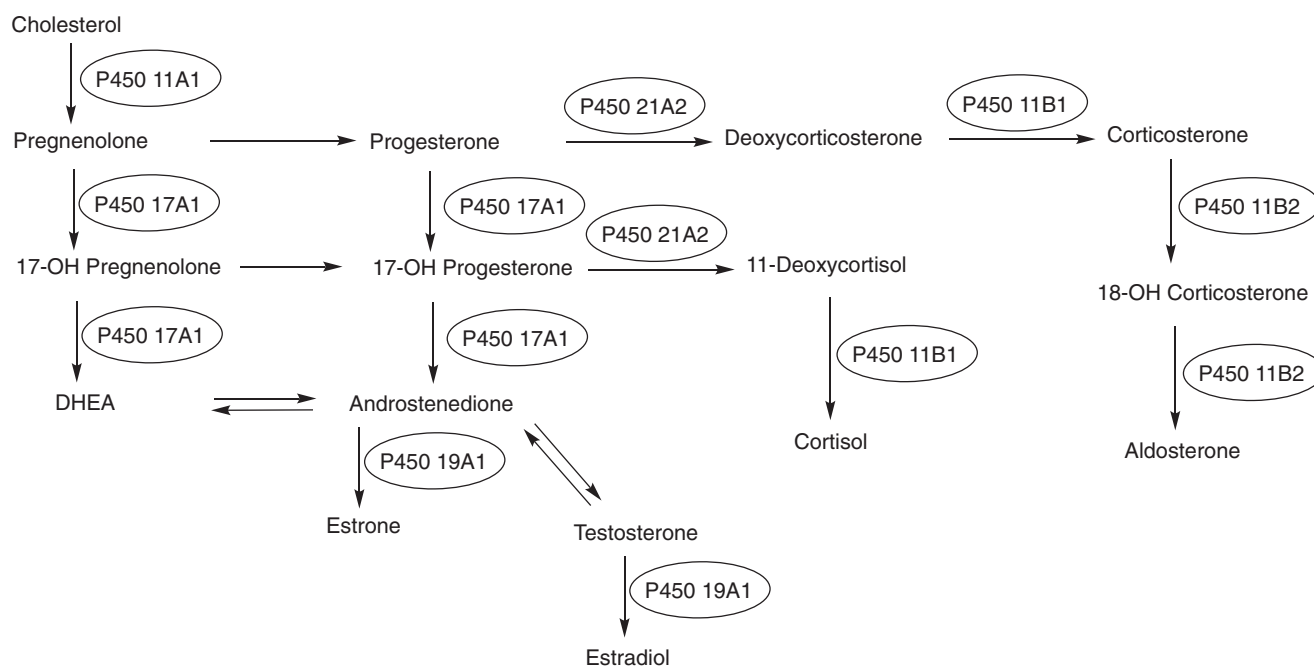 Cholesterol
P450 11A1
P450 21A2
P450 11B1
Pregnenolone
Progesterone
Deoxycorticosterone
Corticosterone
P450 17A1
P450 17A1
P450 21A2
P450 11B2
17-OH Pregnenolone
17-OH Progesterone
11-Deoxycortisol
18-OH Corticosterone
P450 17A1
P450 17A1
P450 11B1
P450 11B2
DHEA
Androstenedione
Cortisol
Aldosterone
P450 19A1
Estrone
Testosterone
P450 19A1
Estradiol